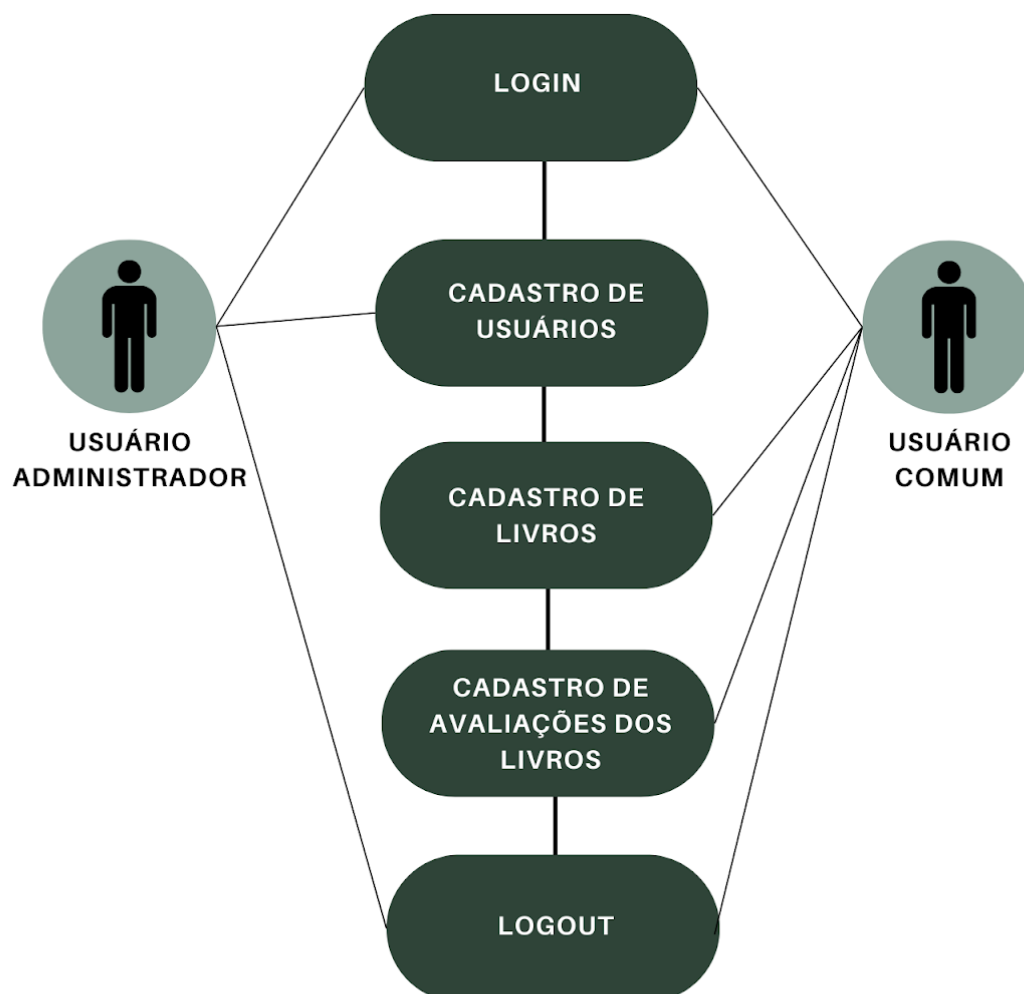 LOGIN
CADASTRO DE
USUÁRIOS
USUÁRIO
ADMINISTRADOR
USUÁRIO
COMUM
CADASTRO DE
LIVROS
CADASTRO DE
AVALIAÇÕES DOS
LIVROS
LOGOUT